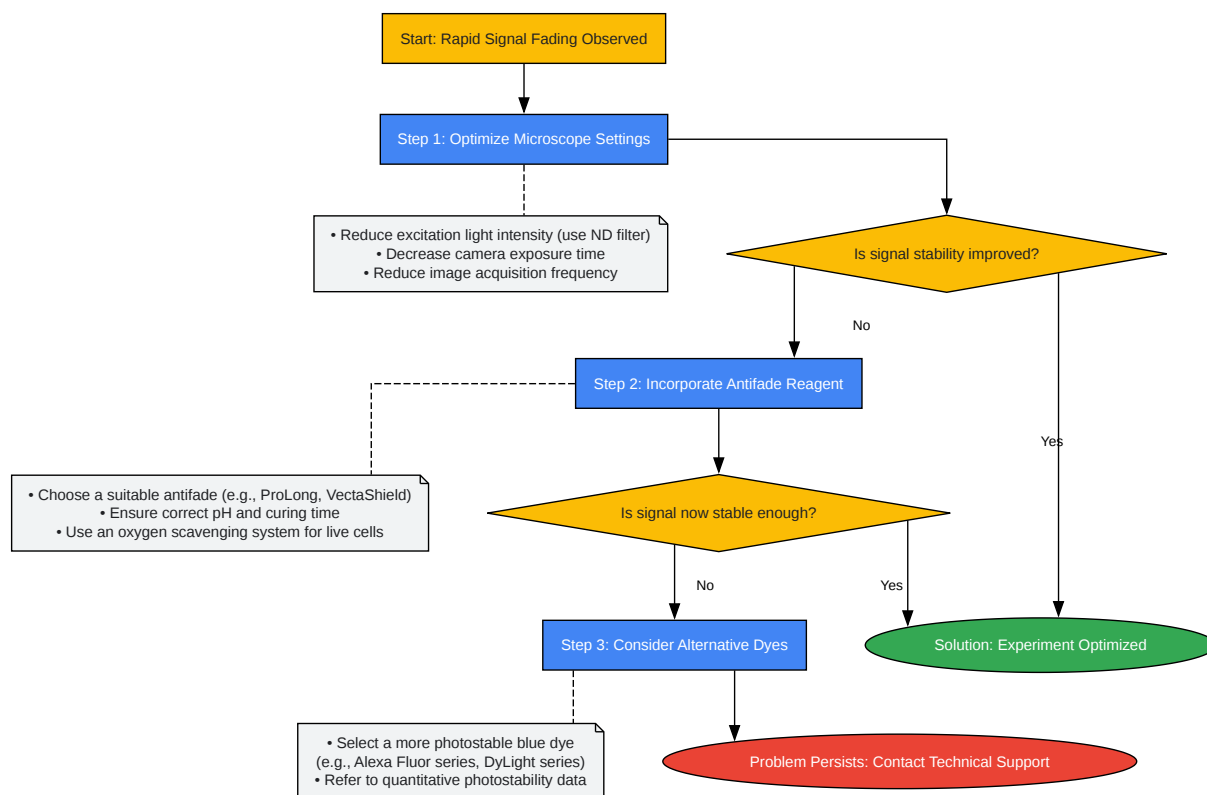 Start: Rapid Signal Fading Observed
Step 1: Optimize Microscope Settings
• Reduce excitation light intensity (use ND filter)
• Decrease camera exposure time
• Reduce image acquisition frequency
Is signal stability improved?
No
Step 2: Incorporate Antifade Reagent
Yes
• Choose a suitable antifade (e.g., ProLong, VectaShield)
• Ensure correct pH and curing time
• Use an oxygen scavenging system for live cells
Is signal now stable enough?
No
Yes
Step 3: Consider Alternative Dyes
Solution: Experiment Optimized
• Select a more photostable blue dye
(e.g., Alexa Fluor series, DyLight series)
• Refer to quantitative photostability data
Problem Persists: Contact Technical Support